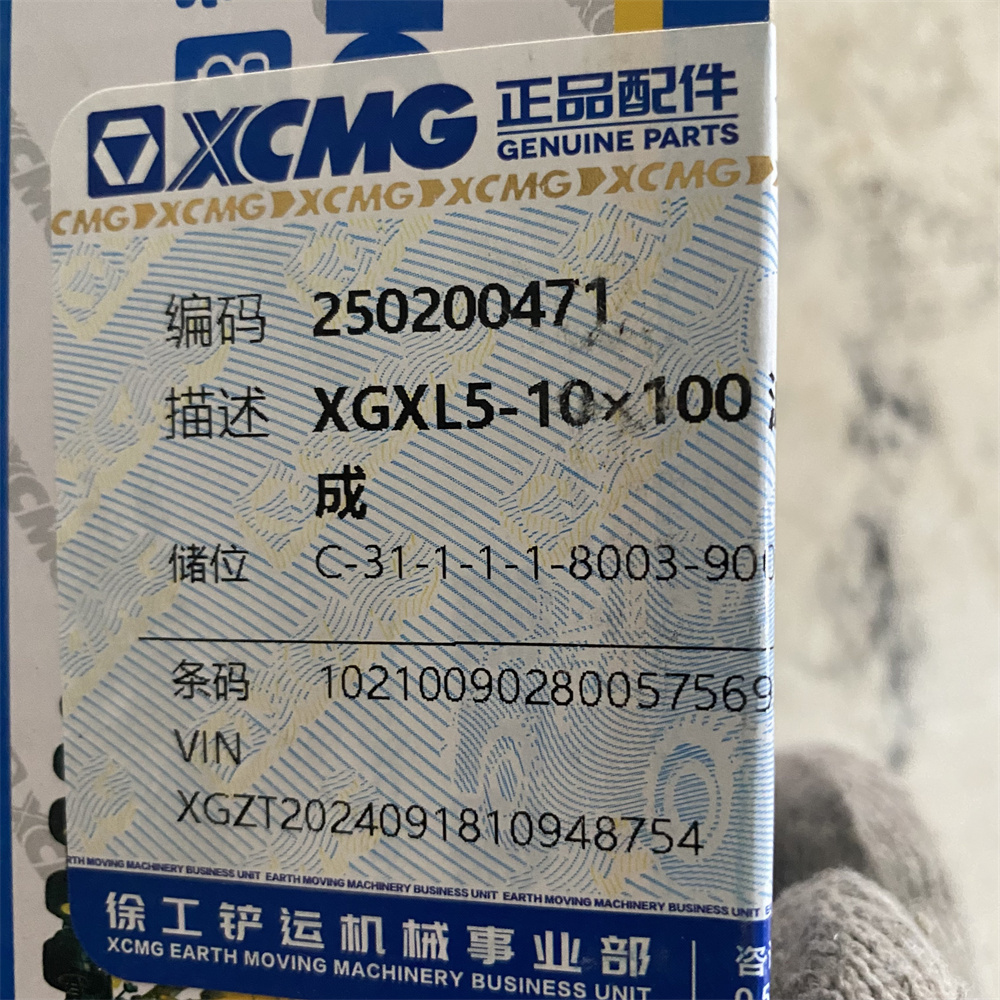 XCMG 正品配件
GENUINE PARTS
CMG XCMG XCMG XCMG XCMG
编码 250200471
描述 XGXL5-10×100
成
储位 C-31-1-1-1-8003-90
条码 10210090280057569
VIN
XGZT2024091810948754
RTH MOVING MACHINERY BUSINESS UNIT EARTH MOVING MACHINERY BUSINESS UNIT EARTH MOVING MACHINERY BUSINESS UNIT
徐工铲运机械事业部
XCMG EARTH MOVING MACHINERY BUSINESS UNIT